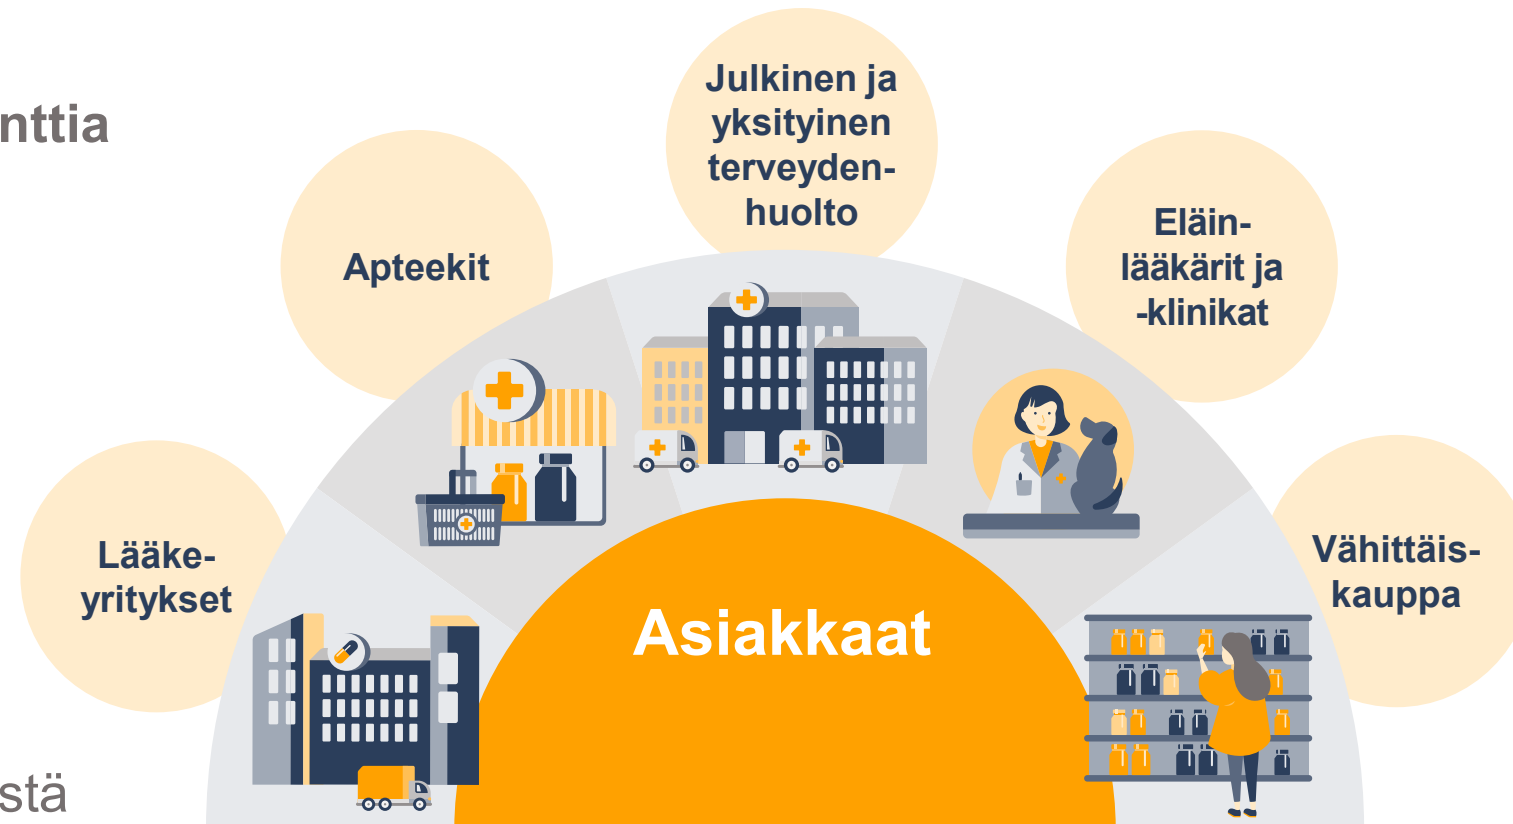 nttia
Julkinen ja
yksityinen
terveyden-
huolto
Apteekit
Eläin-
lääkärit ja
-klinikat
Lääke-
yritykset
Vähittäis-
kauppa
Asiakkaat
stä